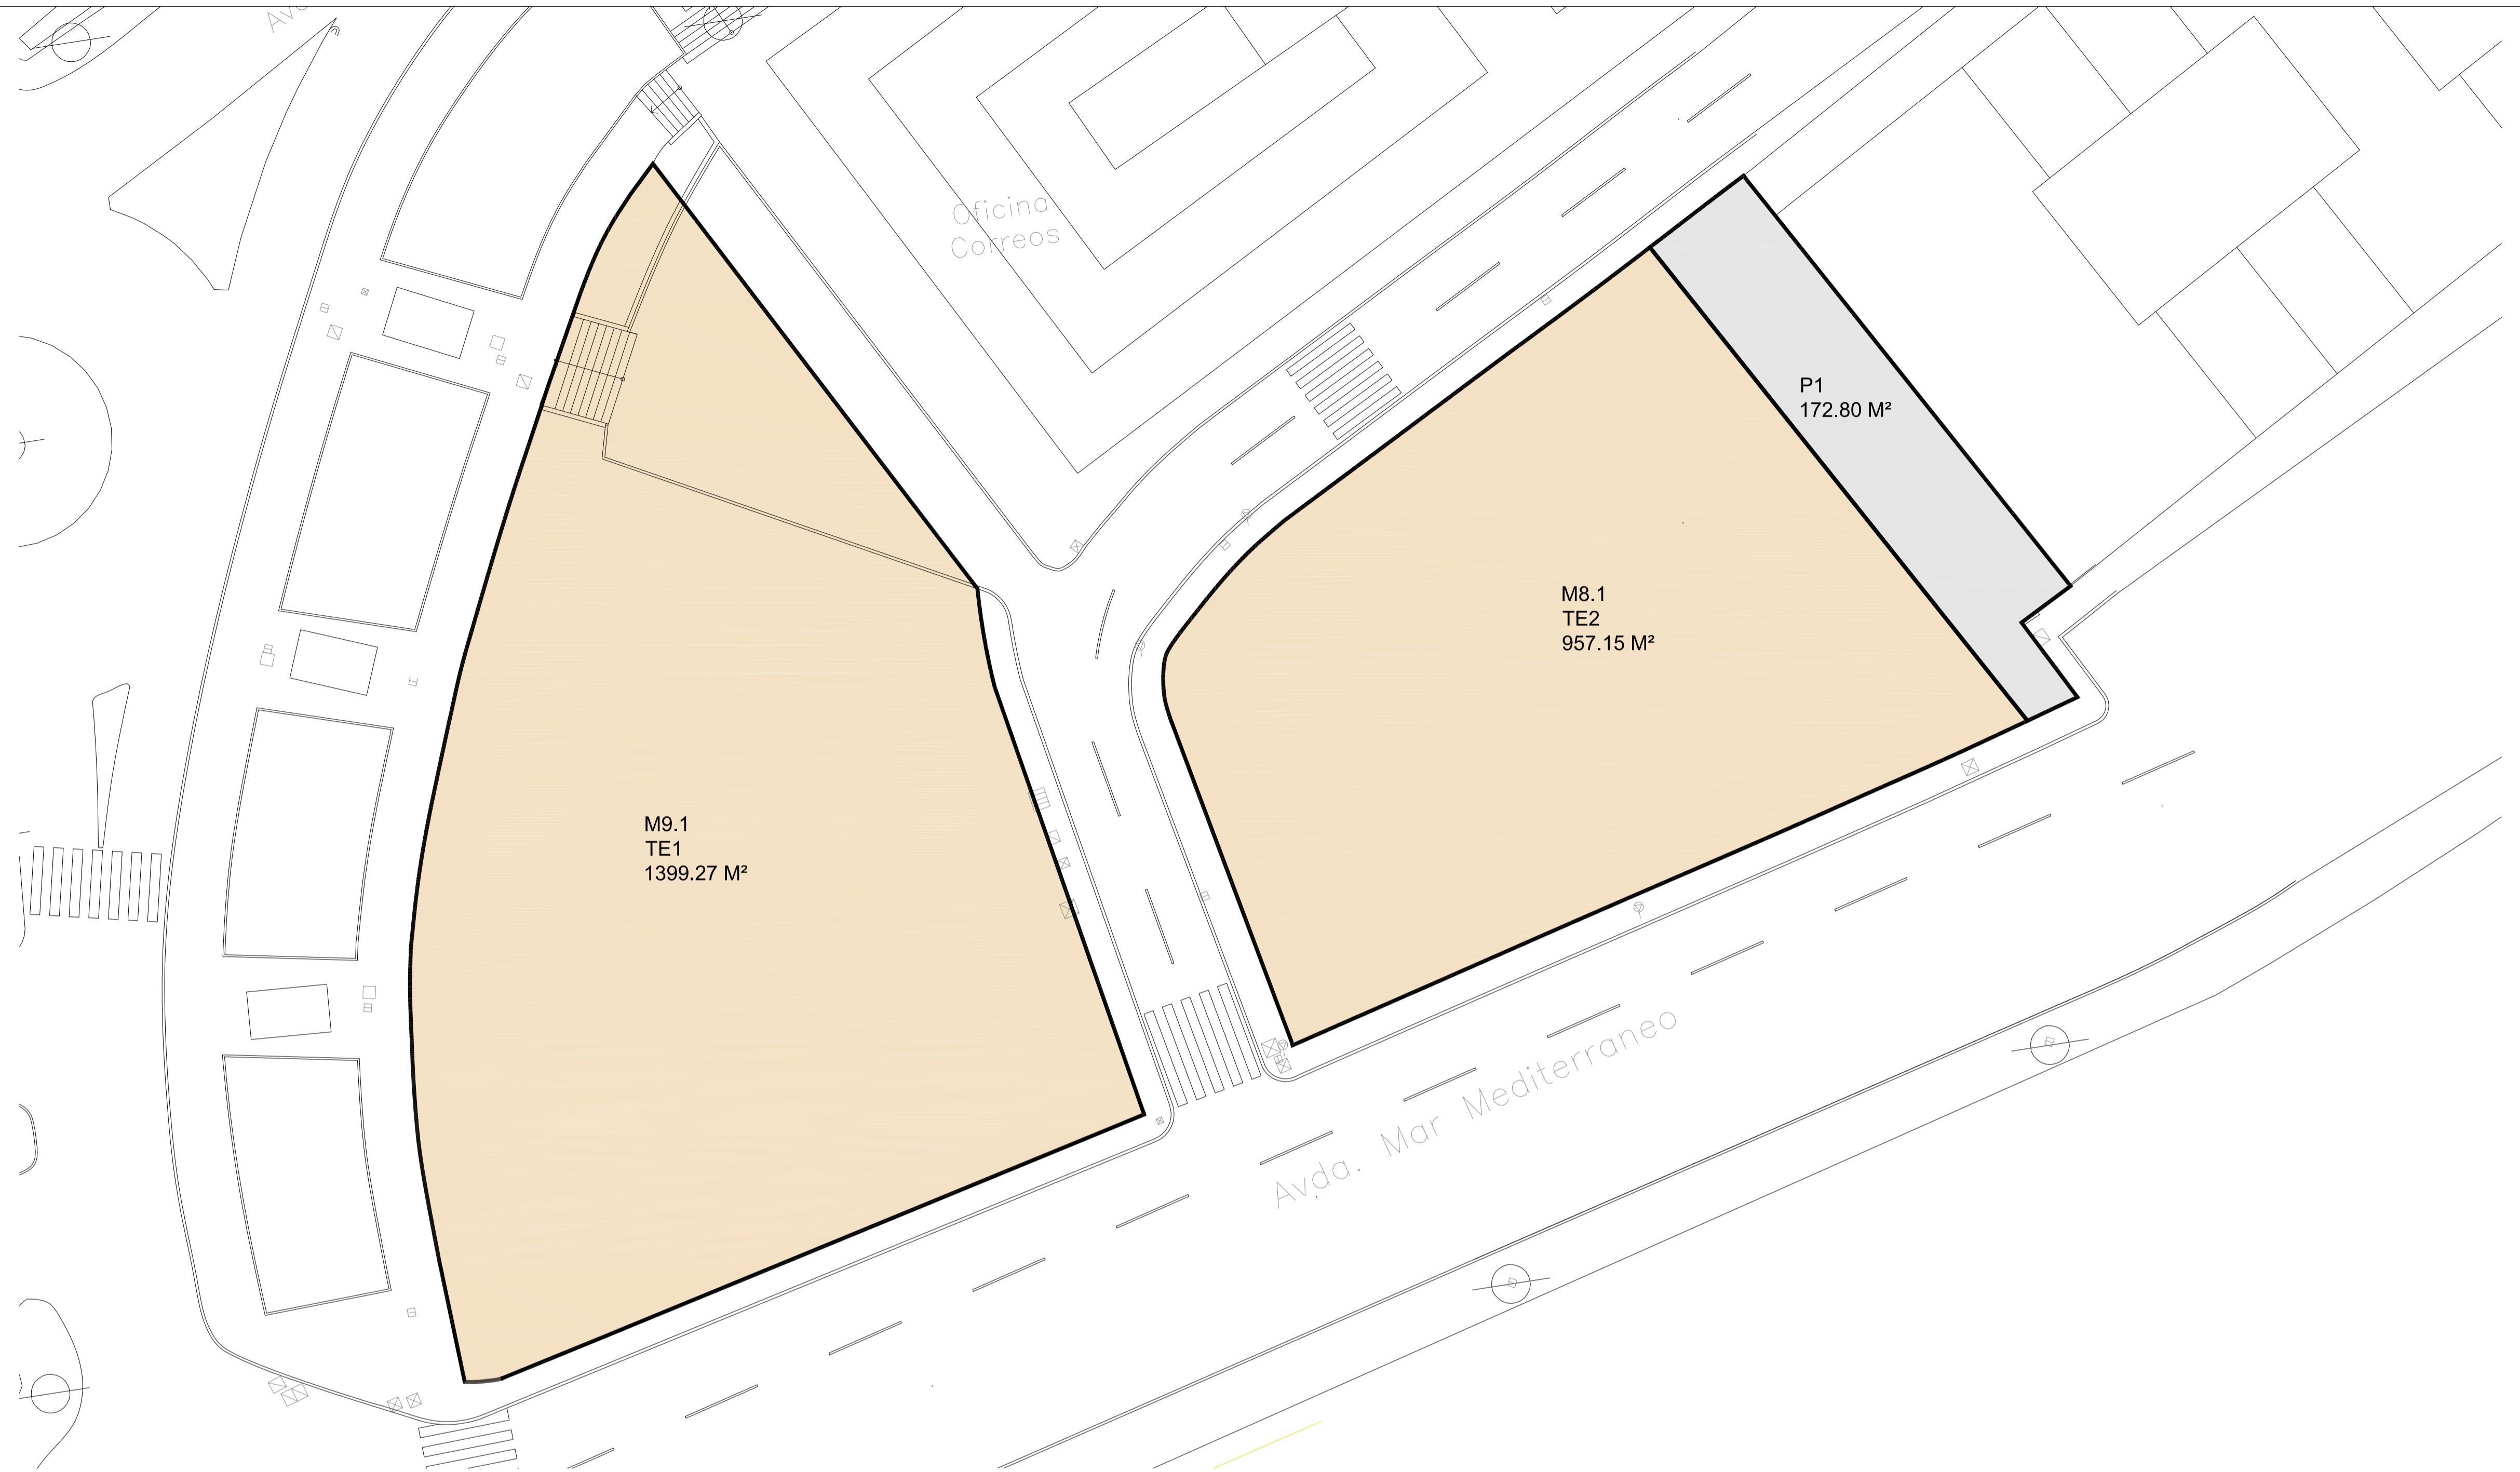 Oficina
Correos
P1
172.80 M²
M8.1
TE2
957.15 M²
M9.1
TE1
1399.27 M²
Avda. Mar Mediterraneo